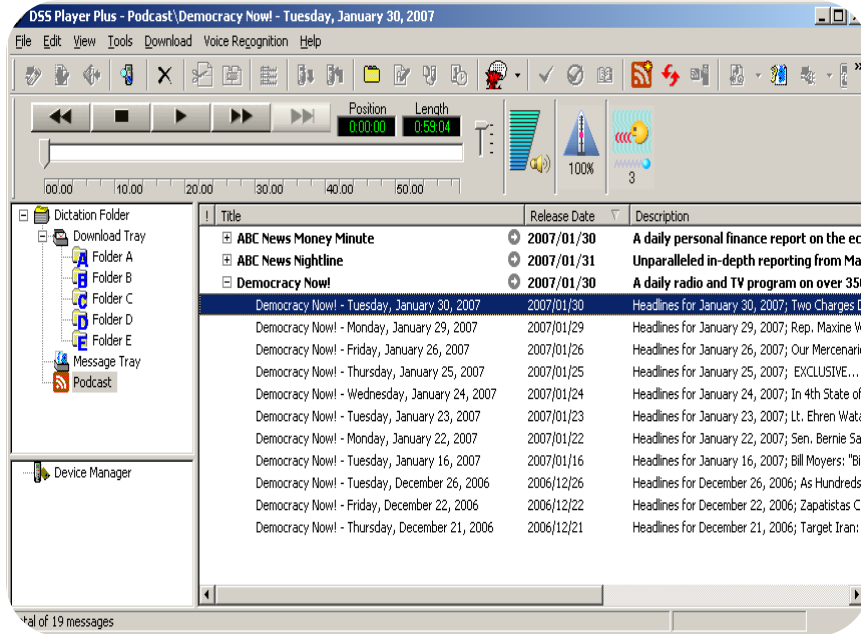 DSS Player Plus - Podcast\Democracy Now! - Tuesday, January 30, 2007
File Edit View Tools Download Voice Recognition Help
Position Length
0:00:00 0:59:04
100%
3
00.00 10.00 20.00 30.00 40.00 50.00
Dictation Folder
Download Tray
Folder A
Folder B
Folder C
Folder D
Folder E
Message Tray
Podcast
Device Manager
! Title Release Date Description
ABC News Money Minute 2007/01/30 A daily personal finance report on the ec
ABC News Nightline 2007/01/31 Unparalleled in-depth reporting from Ma
Democracy Now! 2007/01/30 A daily radio and TV program on over 350
Democracy Now! - Tuesday, January 30, 2007 2007/01/30 Headlines for January 30, 2007; Two Charges D
Democracy Now! - Monday, January 29, 2007 2007/01/29 Headlines for January 29, 2007; Rep. Maxine W
Democracy Now! - Friday, January 26, 2007 2007/01/26 Headlines for January 26, 2007; Our Mercenarie
Democracy Now! - Thursday, January 25, 2007 2007/01/25 Headlines for January 25, 2007; EXCLUSIVE...
Democracy Now! - Wednesday, January 24, 2007 2007/01/24 Headlines for January 24, 2007; In 4th State of
Democracy Now! - Tuesday, January 23, 2007 2007/01/23 Headlines for January 23, 2007; Lt. Ehren Wata
Democracy Now! - Monday, January 22, 2007 2007/01/22 Headlines for January 22, 2007; Sen. Bernie Sa
Democracy Now! - Tuesday, January 16, 2007 2007/01/16 Headlines for January 16, 2007; Bill Moyers: "Bi
Democracy Now! - Tuesday, December 26, 2006 2006/12/26 Headlines for December 26, 2006; As Hundreds
Democracy Now! - Friday, December 22, 2006 2006/12/22 Headlines for December 22, 2006; Zapatistas C
Democracy Now! - Thursday, December 21, 2006 2006/12/21 Headlines for December 21, 2006; Target Iran:
tal of 19 messages